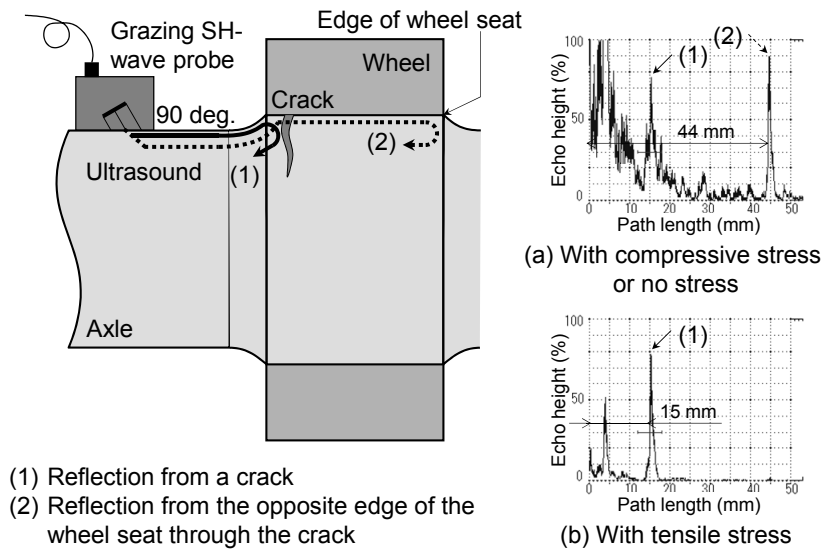 Grazing SH-
wave probe
Edge of wheel seat
Wheel
90 deg.
Crack
Ultrasound
(1)
(2)
Axle
(1) Reflection from a crack
(2) Reflection from the opposite edge of the
wheel seat through the crack
Echo height (%)
100
50
0
(1)
(2)
44 mm
0 10 20 30 40 50
Path length (mm)
(a) With compressive stress
or no stress
Echo height (%)
100
50
0
(1)
15 mm
0 10 20 30 40 50
Path length (mm)
(b) With tensile stress